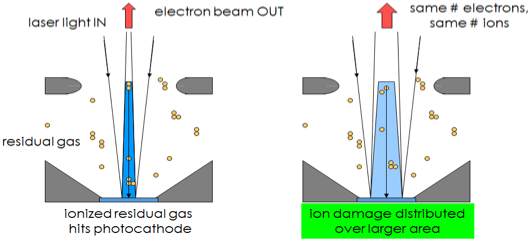 laser light IN
electron beam OUT
residual gas
ionized residual gas
hits photocathode
same # electrons,
same # ions
ion damage distributed
over larger area